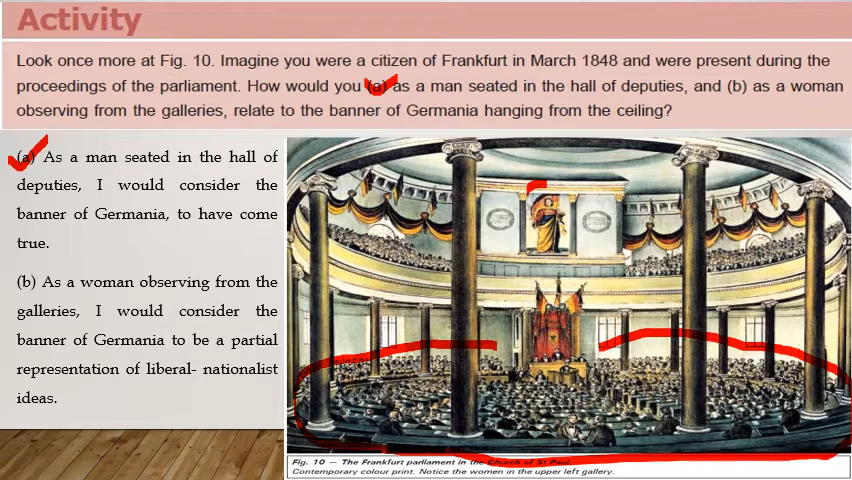 Activity
Look once more at Fig. 10. Imagine you were a citizen of Frankfurt in March 1848 and were present during the
proceedings of the parliament. How would you (a) as a man seated in the hall of deputies, and (b) as a woman
observing from the galleries, relate to the banner of Germania hanging from the ceiling?
(a) As a man seated in the hall of
deputies, I would consider the
banner of Germania, to have come
true.
(b) As a woman observing from the
galleries, I would consider the
banner of Germania to be a partial
representation of liberal- nationalist
ideas.
Fig. 10 — The Frankfurt parliament in the Church of St Paul.
Contemporary colour print. Notice the women in the upper left gallery.